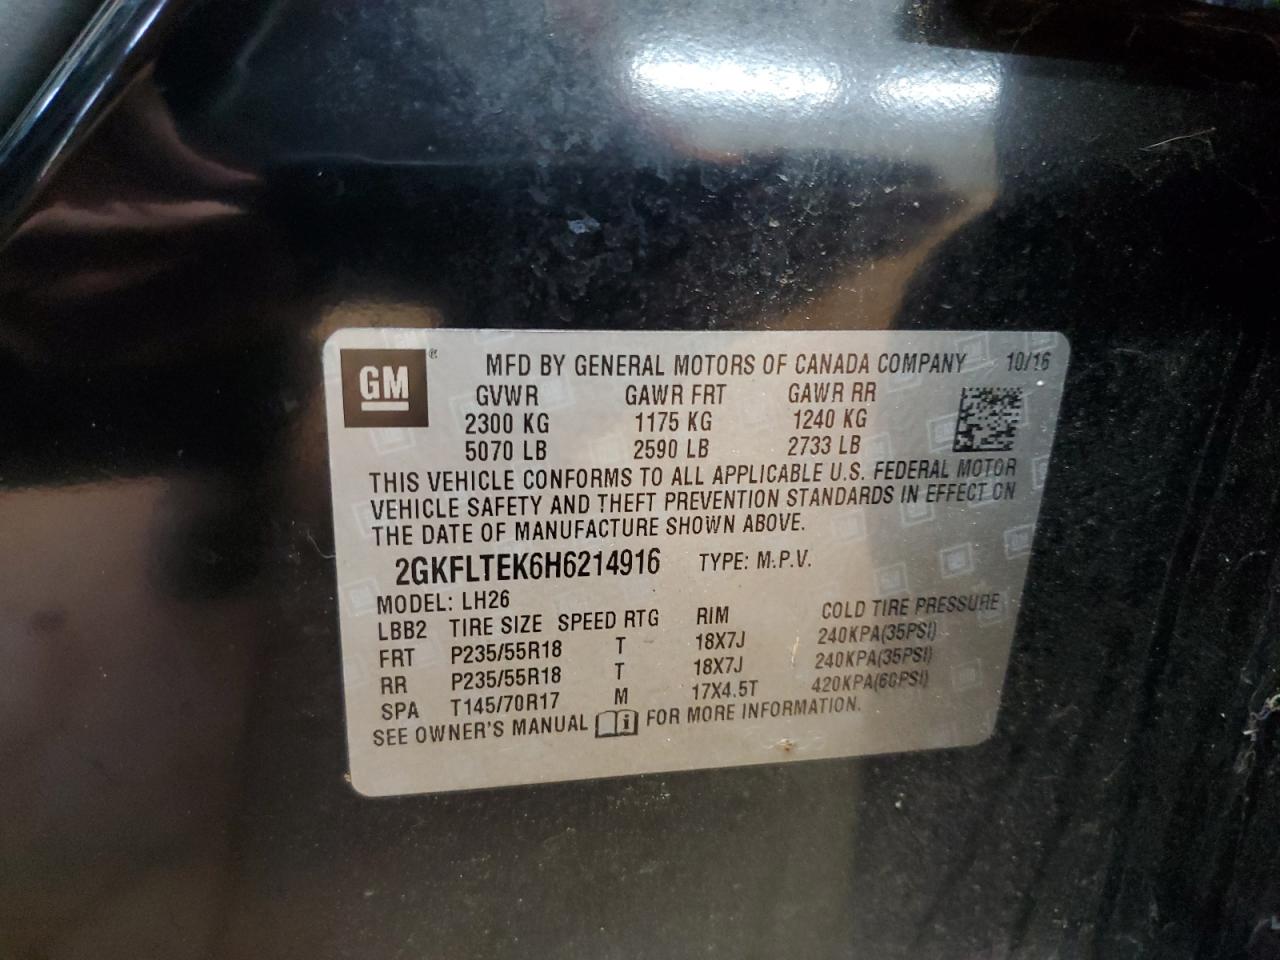 GM®
MFD BY GENERAL MOTORS OF CANADA COMPANY 10/16
GVWR GAWR FRT GAWR RR
2300 KG 1175 KG 1240 KG
5070 LB 2590 LB 2733 LB
THIS VEHICLE CONFORMS TO ALL APPLICABLE U.S. FEDERAL MOTOR
VEHICLE SAFETY AND THEFT PREVENTION STANDARDS IN EFFECT ON
THE DATE OF MANUFACTURE SHOWN ABOVE.
2GKFLTEK6H6214916 TYPE: M.P.V.
MODEL: LH26
LBB2 TIRE SIZE SPEED RTG RIM COLD TIRE PRESSURE
FRT P235/55R18 T 18X7J 240KPA(35PSI)
RR P235/55R18 T 18X7J 240KPA(35PSI)
SPA T145/70R17 M 17X4.5T 420KPA(60PSI)
SEE OWNER'S MANUAL i FOR MORE INFORMATION.